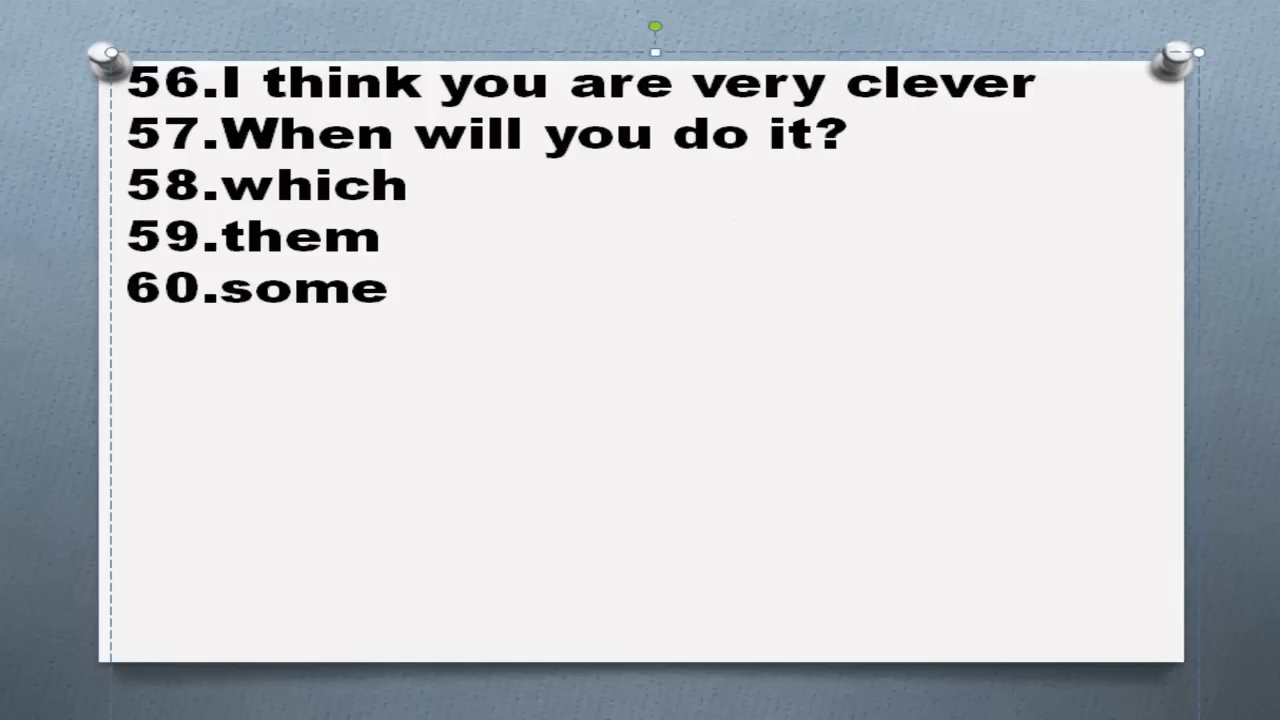 56.I think you are very clever
57.When will you do it?
58.which
59.them
60.some